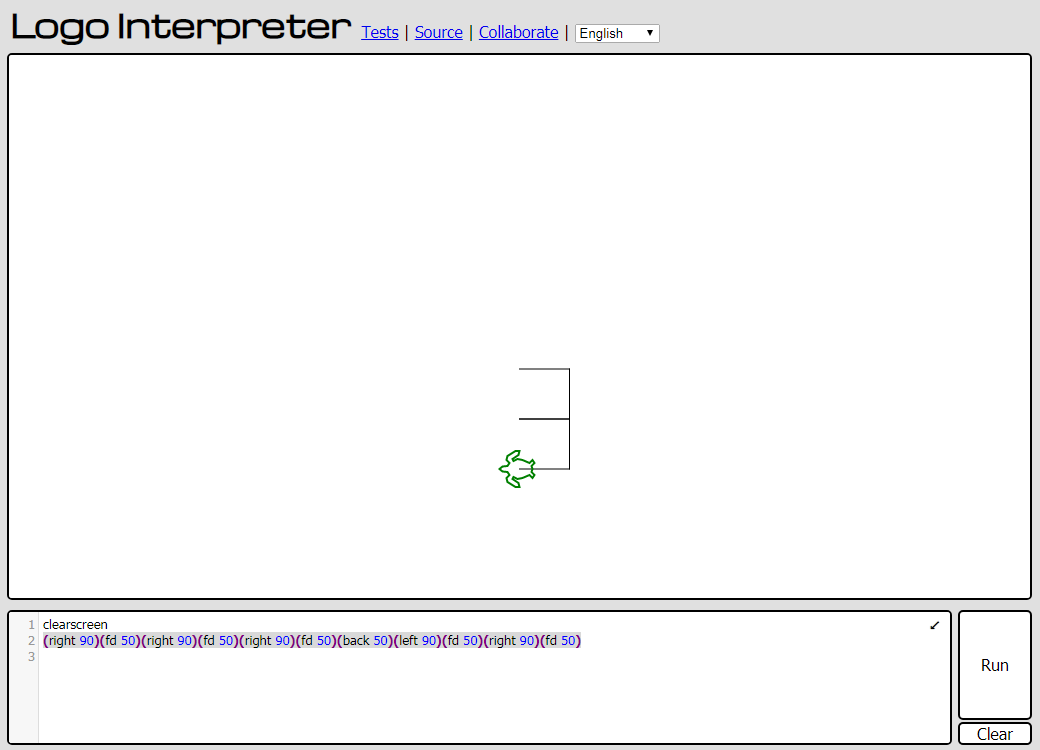 Logo Interpreter Tests | Source | Collaborate | English
1 clearscreen
2 (right 90)(fd 50)(right 90)(fd 50)(right 90)(fd 50)(back 50)(left 90)(fd 50)(right 90)(fd 50)
3
Run
Clear